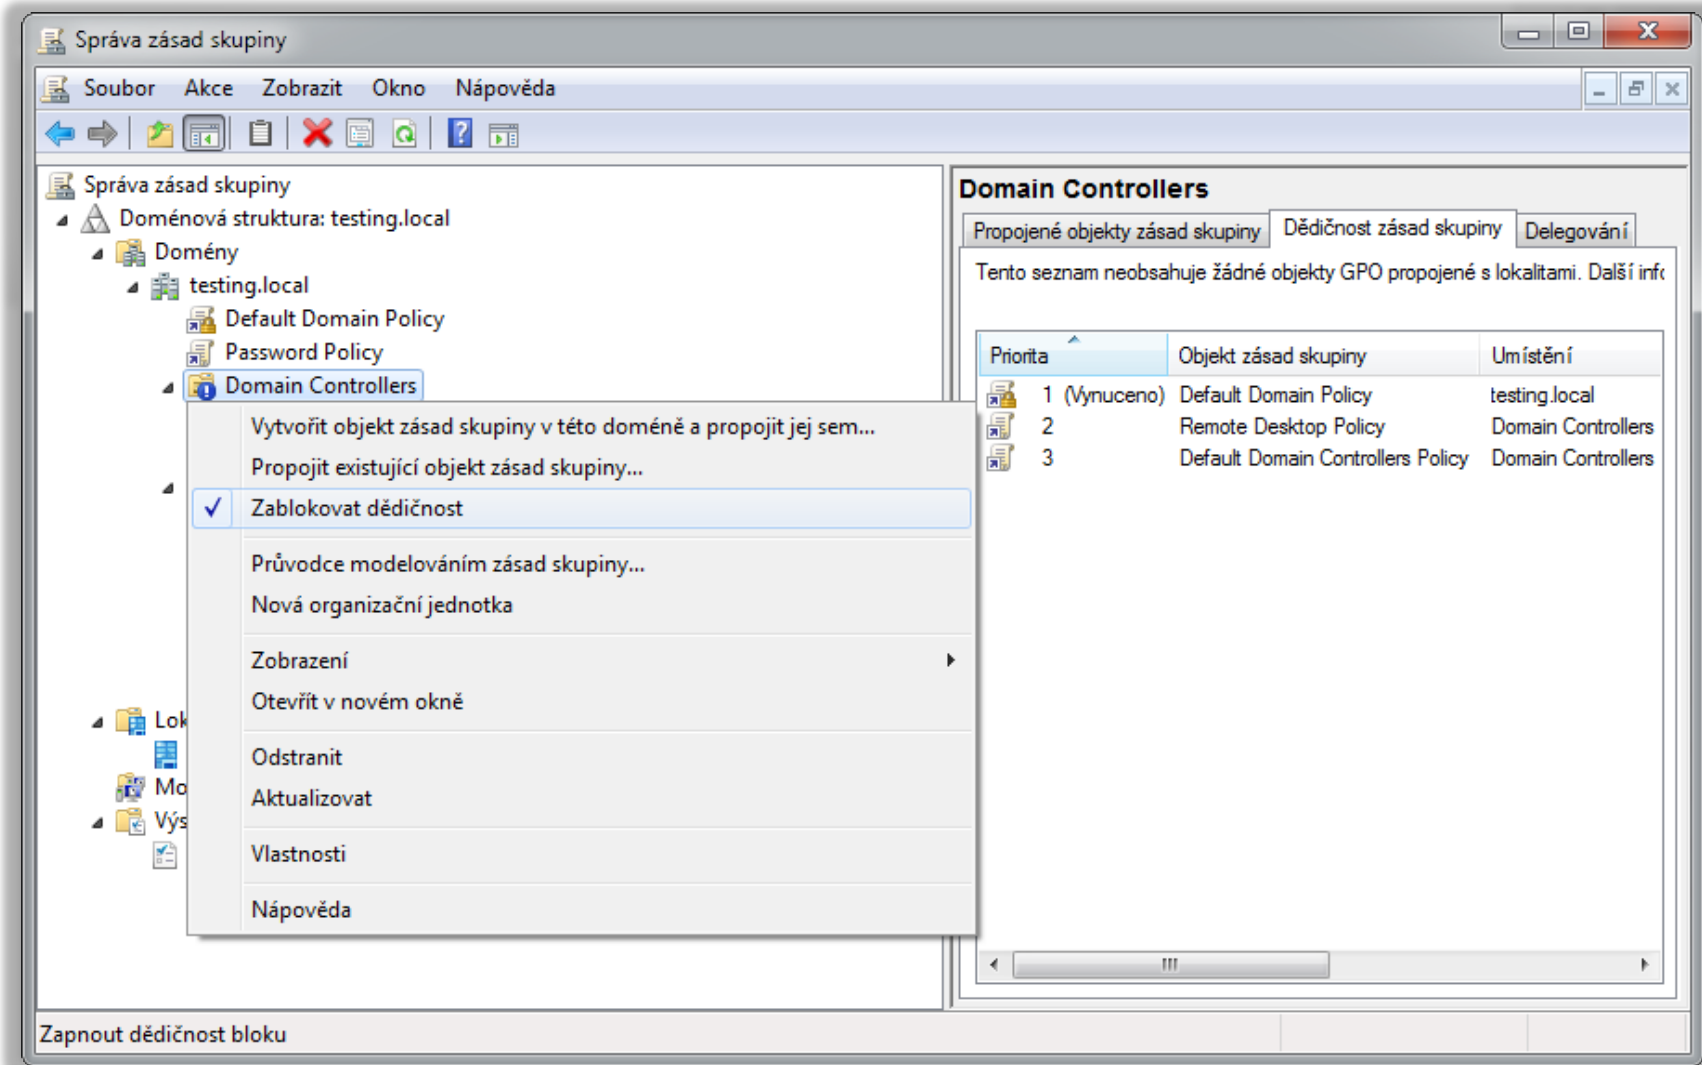 Správa zásad skupiny
Soubor Akce Zobrazit Okno Nápověda
Správa zásad skupiny
Doménová struktura: testing.local
Domény
testing.local
Default Domain Policy
Password Policy
Domain Controllers
Vytvořit objekt zásad skupiny v této doméně a propojit jej sem...
Propojit existující objekt zásad skupiny...
Zablokovat dědičnost
Průvodce modelováním zásad skupiny...
Nová organizační jednotka
Zobrazení
Otevřít v novém okně
Odstranit
Aktualizovat
Vlastnosti
Nápověda
Lok
Mo
Výs
Domain Controllers
Propojené objekty zásad skupiny Dědičnost zásad skupiny Delegování
Tento seznam neobsahuje žádné objekty GPO propojené s lokalitami. Další info
Priorita Objekt zásad skupiny Umístění
1 (Vynuceno) Default Domain Policy testing.local
2 Remote Desktop Policy Domain Controllers
3 Default Domain Controllers Policy Domain Controllers
Zapnout dědičnost bloku